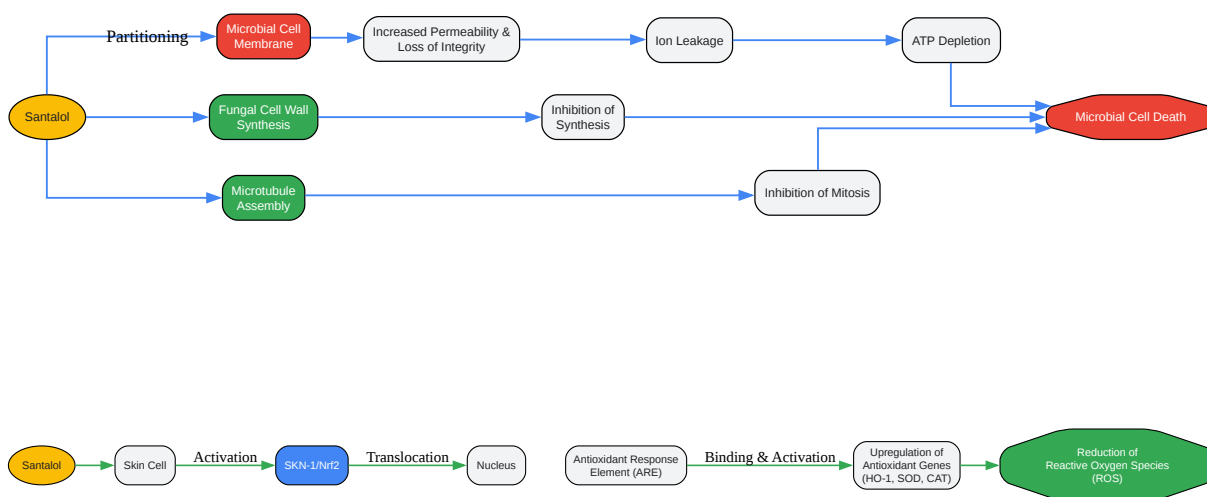 Partitioning
Microbial Cell
Membrane
Increased Permeability &
Loss of Integrity
Ion Leakage
ATP Depletion
Santalol
Fungal Cell Wall
Synthesis
Inhibition of
Synthesis
Microbial Cell Death
Microtubule
Assembly
Inhibition of Mitosis
Santalol
Skin Cell
Activation
SKN-1/Nrf2
Translocation
Nucleus
Antioxidant Response
Element (ARE)
Binding & Activation
Upregulation of
Antioxidant Genes
(HO-1, SOD, CAT)
Reduction of
Reactive Oxygen Species
(ROS)